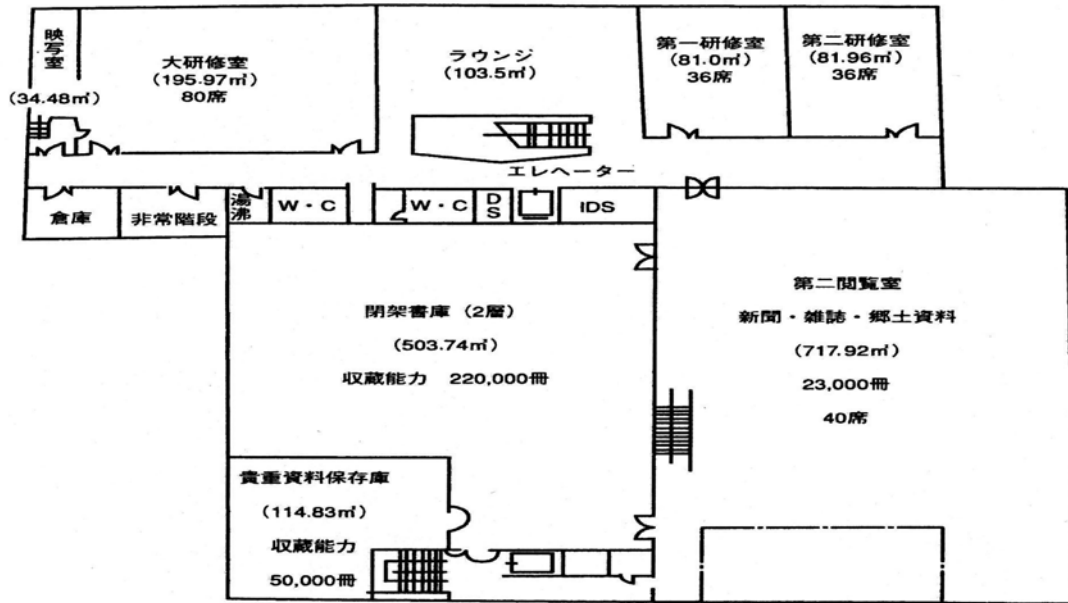 映写室
(34.48㎡)
大研修室
(195.97㎡)
80席
ラウンジ
(103.5㎡)
第一研修室
(81.0㎡)
36席
第二研修室
(81.96㎡)
36席
エレベーター
倉庫
非常階段
湯沸
W・C
W・C
DS
IDS
閉架書庫(2層)
(503.74㎡)
収蔵能力 220,000冊
第二閲覧室
新聞・雑誌・郷土資料
(717.92㎡)
23,000冊
40席
貴重資料保存庫
(114.83㎡)
収蔵能力
50,000冊